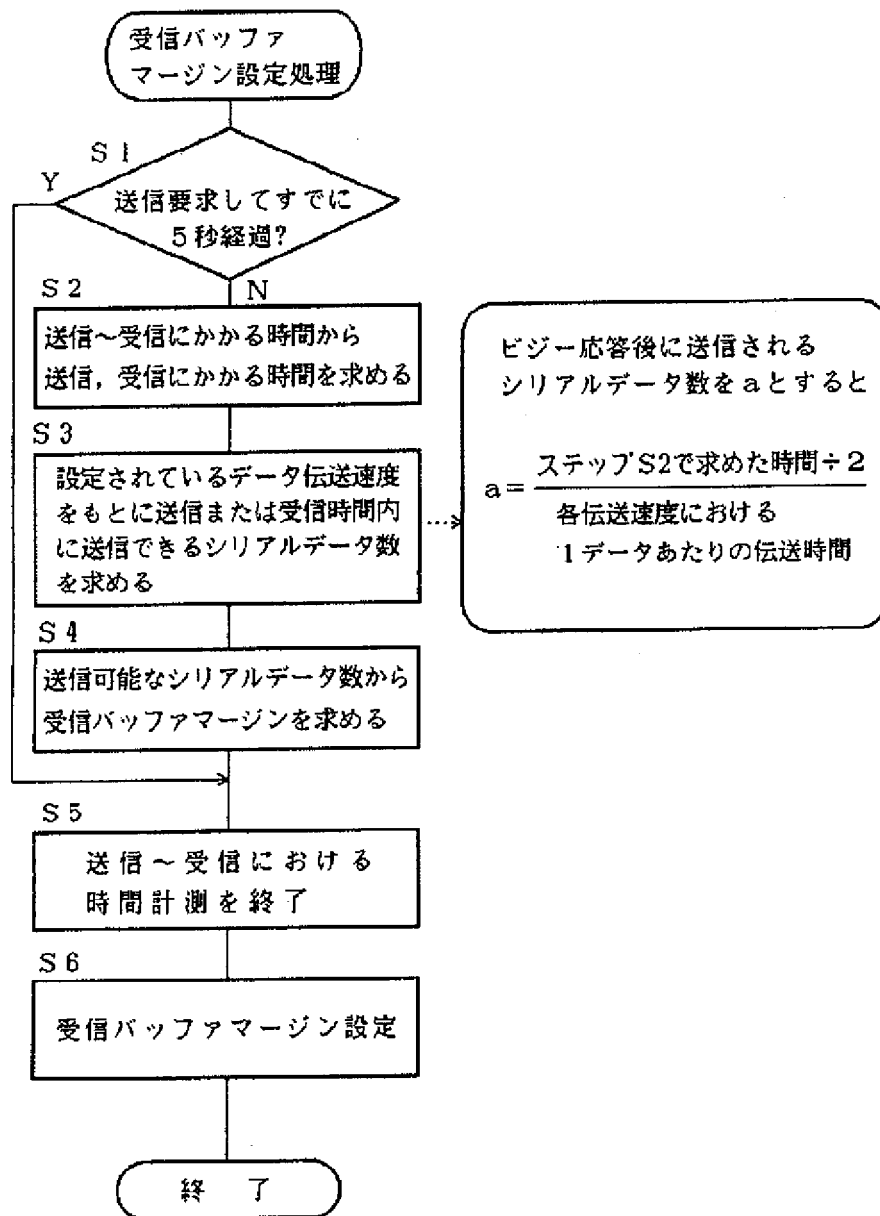 受信バッファ
マージン設定処理
S1
Y
送信要求してすでに
5秒経過?
N
S2
送信~受信にかかる時間から
送信,受信にかかる時間を求める
S3
設定されているデータ伝送速度
をもとに送信または受信時間内
に送信できるシリアルデータ数
を求める
ビジー応答後に送信される
シリアルデータ数をaとすると
a=ステップS2で求めた時間÷2
各伝送速度における
1データあたりの伝送時間
S4
送信可能なシリアルデータ数から
受信バッファマージンを求める
S5
送信~受信における
時間計測を終了
S6
受信バッファマージン設定
終了